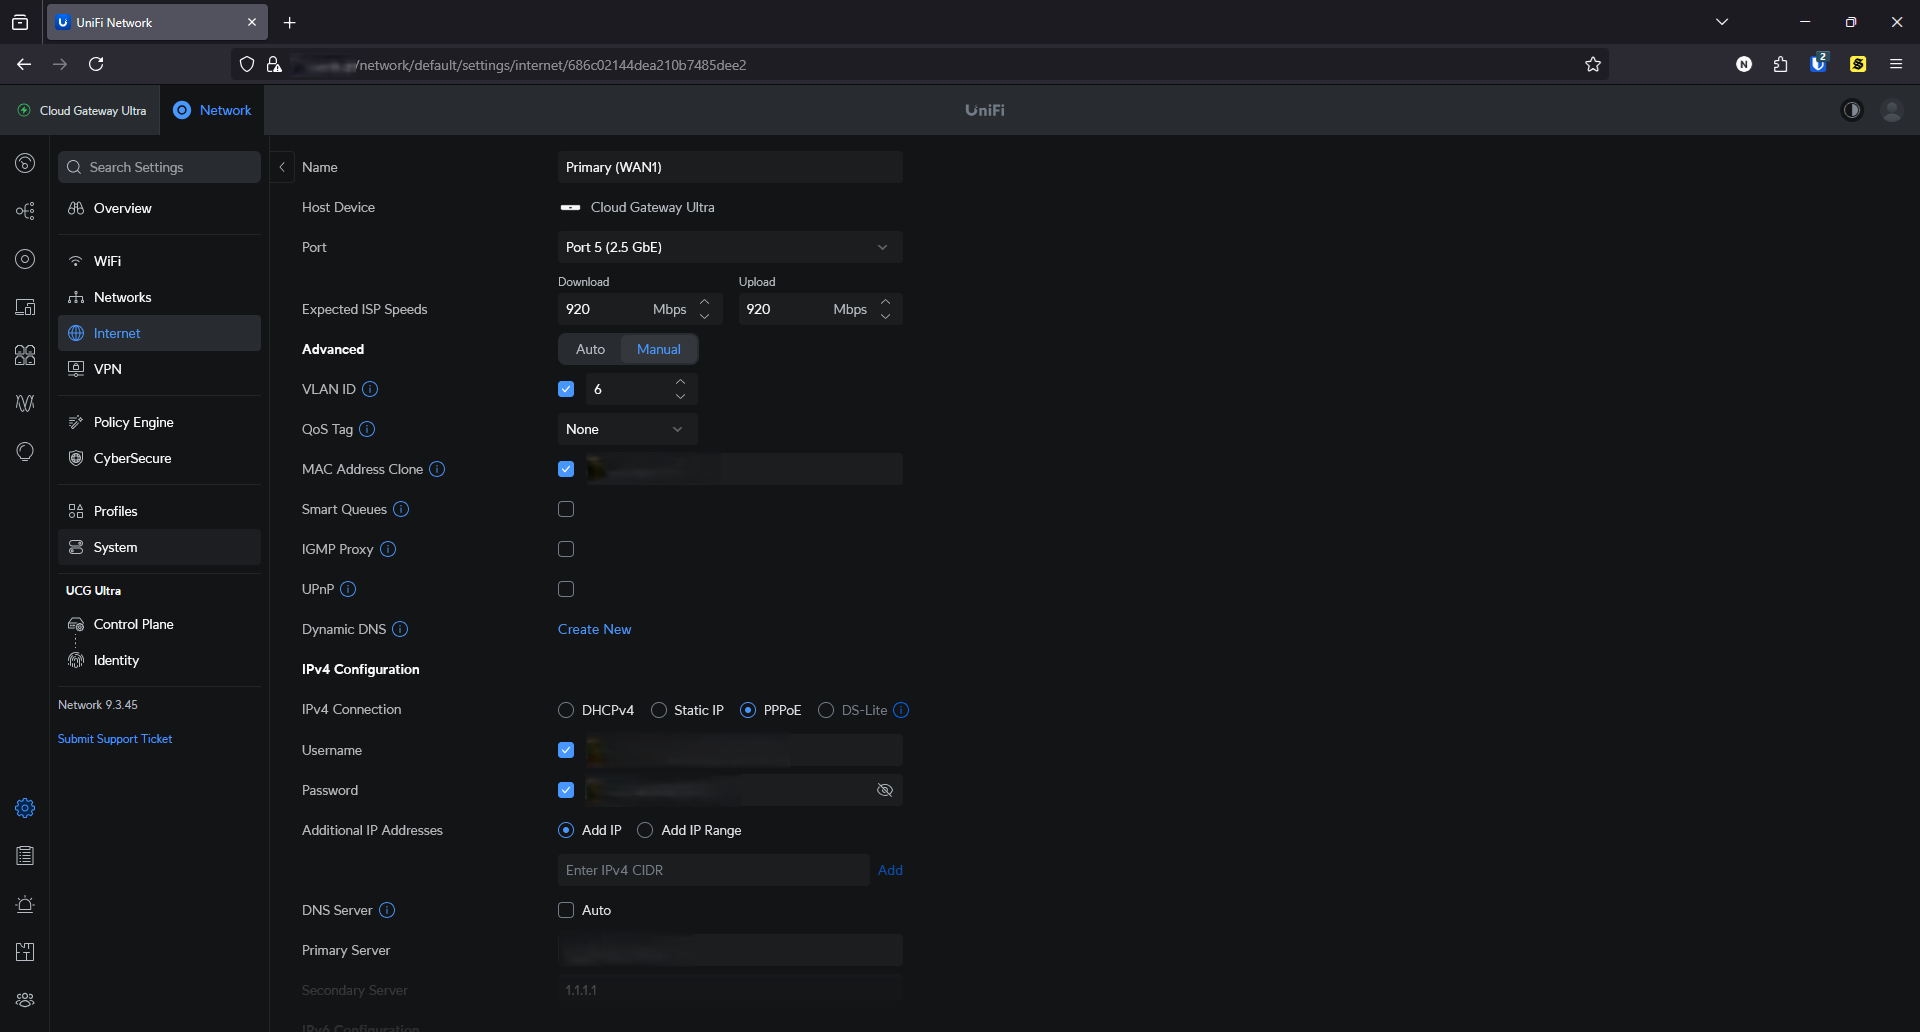 UniFi Network
/network/default/settings/internet/686c02144dea210b7485dee2
N
2
Cloud Gateway Ultra
Network
UniFi
Search Settings
Overview
WiFi
Networks
Internet
VPN
Policy Engine
CyberSecure
Profiles
System
UCG Ultra
Control Plane
Identity
Network 9.3.45
Submit Support Ticket
Name
Primary (WAN1)
Host Device
Cloud Gateway Ultra
Port
Port 5 (2.5 GbE)
Download Upload
Expected ISP Speeds
920 Mbps 920 Mbps
Advanced
Auto Manual
VLAN ID
6
QoS Tag
None
MAC Address Clone
Smart Queues
IGMP Proxy
UPnP
Dynamic DNS
Create New
IPv4 Configuration
IPv4 Connection
DHCPv4 Static IP PPPoE DS-Lite
Username
Password
Additional IP Addresses
Add IP Add IP Range
Enter IPv4 CIDR Add
DNS Server
Auto
Primary Server
Secondary Server
1.1.1.1
IPv6 Configuration